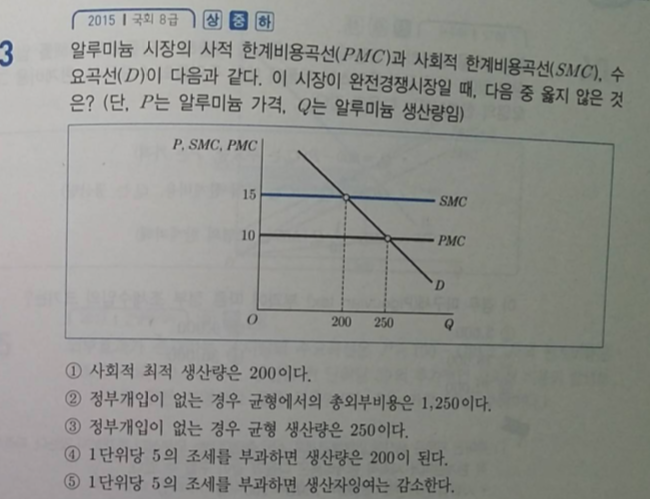 2015 | 국회 8급 상 중 하
3 알루미늄 시장의 사적 한계비용곡선(PMC)과 사회적 한계비용곡선(SMC), 수
요곡선(D)이 다음과 같다. 이 시장이 완전경쟁시장일 때, 다음 중 옳지 않은 것
은? (단, P는 알루미늄 가격, Q는 알루미늄 생산량임)
P, SMC, PMC
15 SMC
10 PMC
D
O 200 250 Q
① 사회적 최적 생산량은 200이다.
② 정부개입이 없는 경우 균형에서의 총외부비용은 1,250이다.
③ 정부개입이 없는 경우 균형 생산량은 250이다.
④ 1단위당 5의 조세를 부과하면 생산량은 200이 된다.
⑤ 1단위당 5의 조세를 부과하면 생산자잉여는 감소한다.